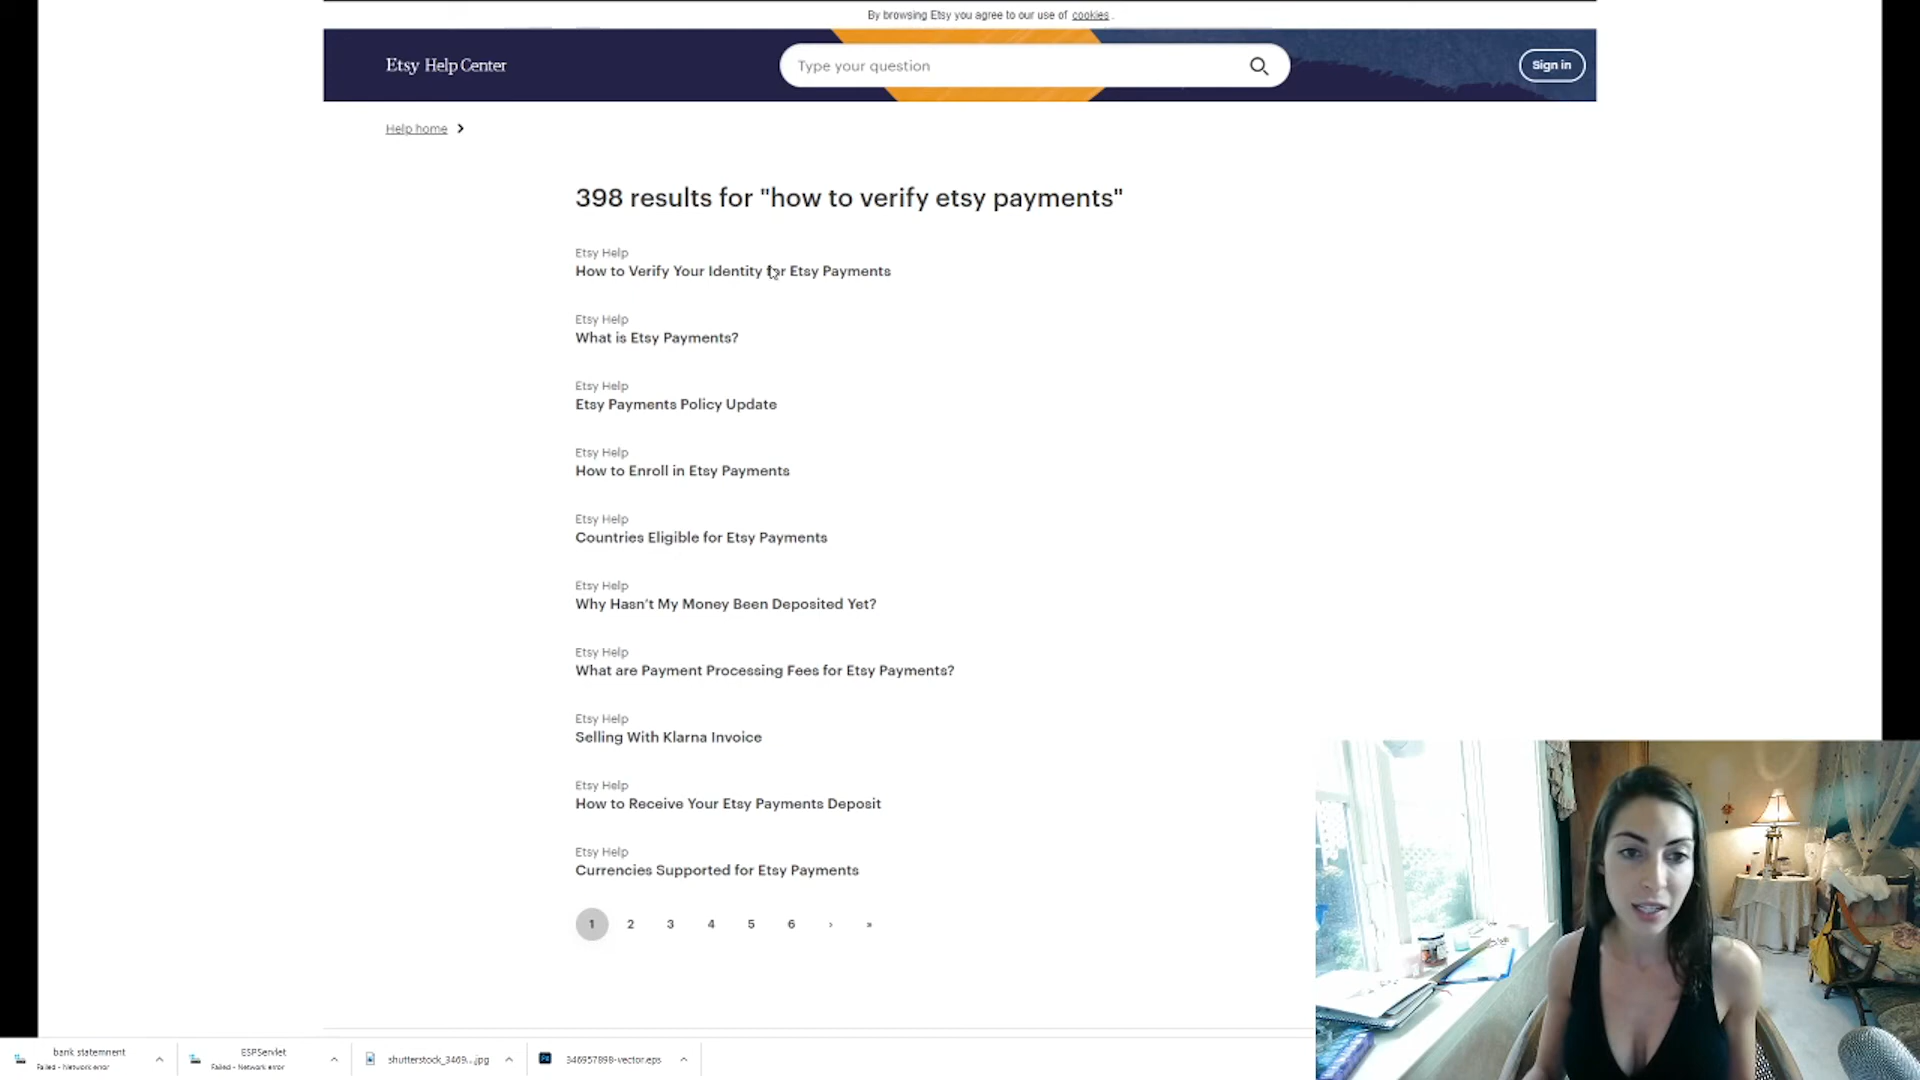 By browsing Etsy you agree to our use of cookies.
Etsy Help Center
Type your question
Sign in
Help home
398 results for "how to verify etsy payments"
Etsy Help
How to Verify Your Identity for Etsy Payments
Etsy Help
What is Etsy Payments?
Etsy Help
Etsy Payments Policy Update
Etsy Help
How to Enroll in Etsy Payments
Etsy Help
Countries Eligible for Etsy Payments
Etsy Help
Why Hasn't My Money Been Deposited Yet?
Etsy Help
What are Payment Processing Fees for Etsy Payments?
Etsy Help
Selling With Klarna Invoice
Etsy Help
How to Receive Your Etsy Payments Deposit
Etsy Help
Currencies Supported for Etsy Payments
1 2 3 4 5 6 › »
bank statemnent
Failed - Network error
ESPServlet
Failed - Network error
shutterstock_3469....jpg
346957898-vector.eps